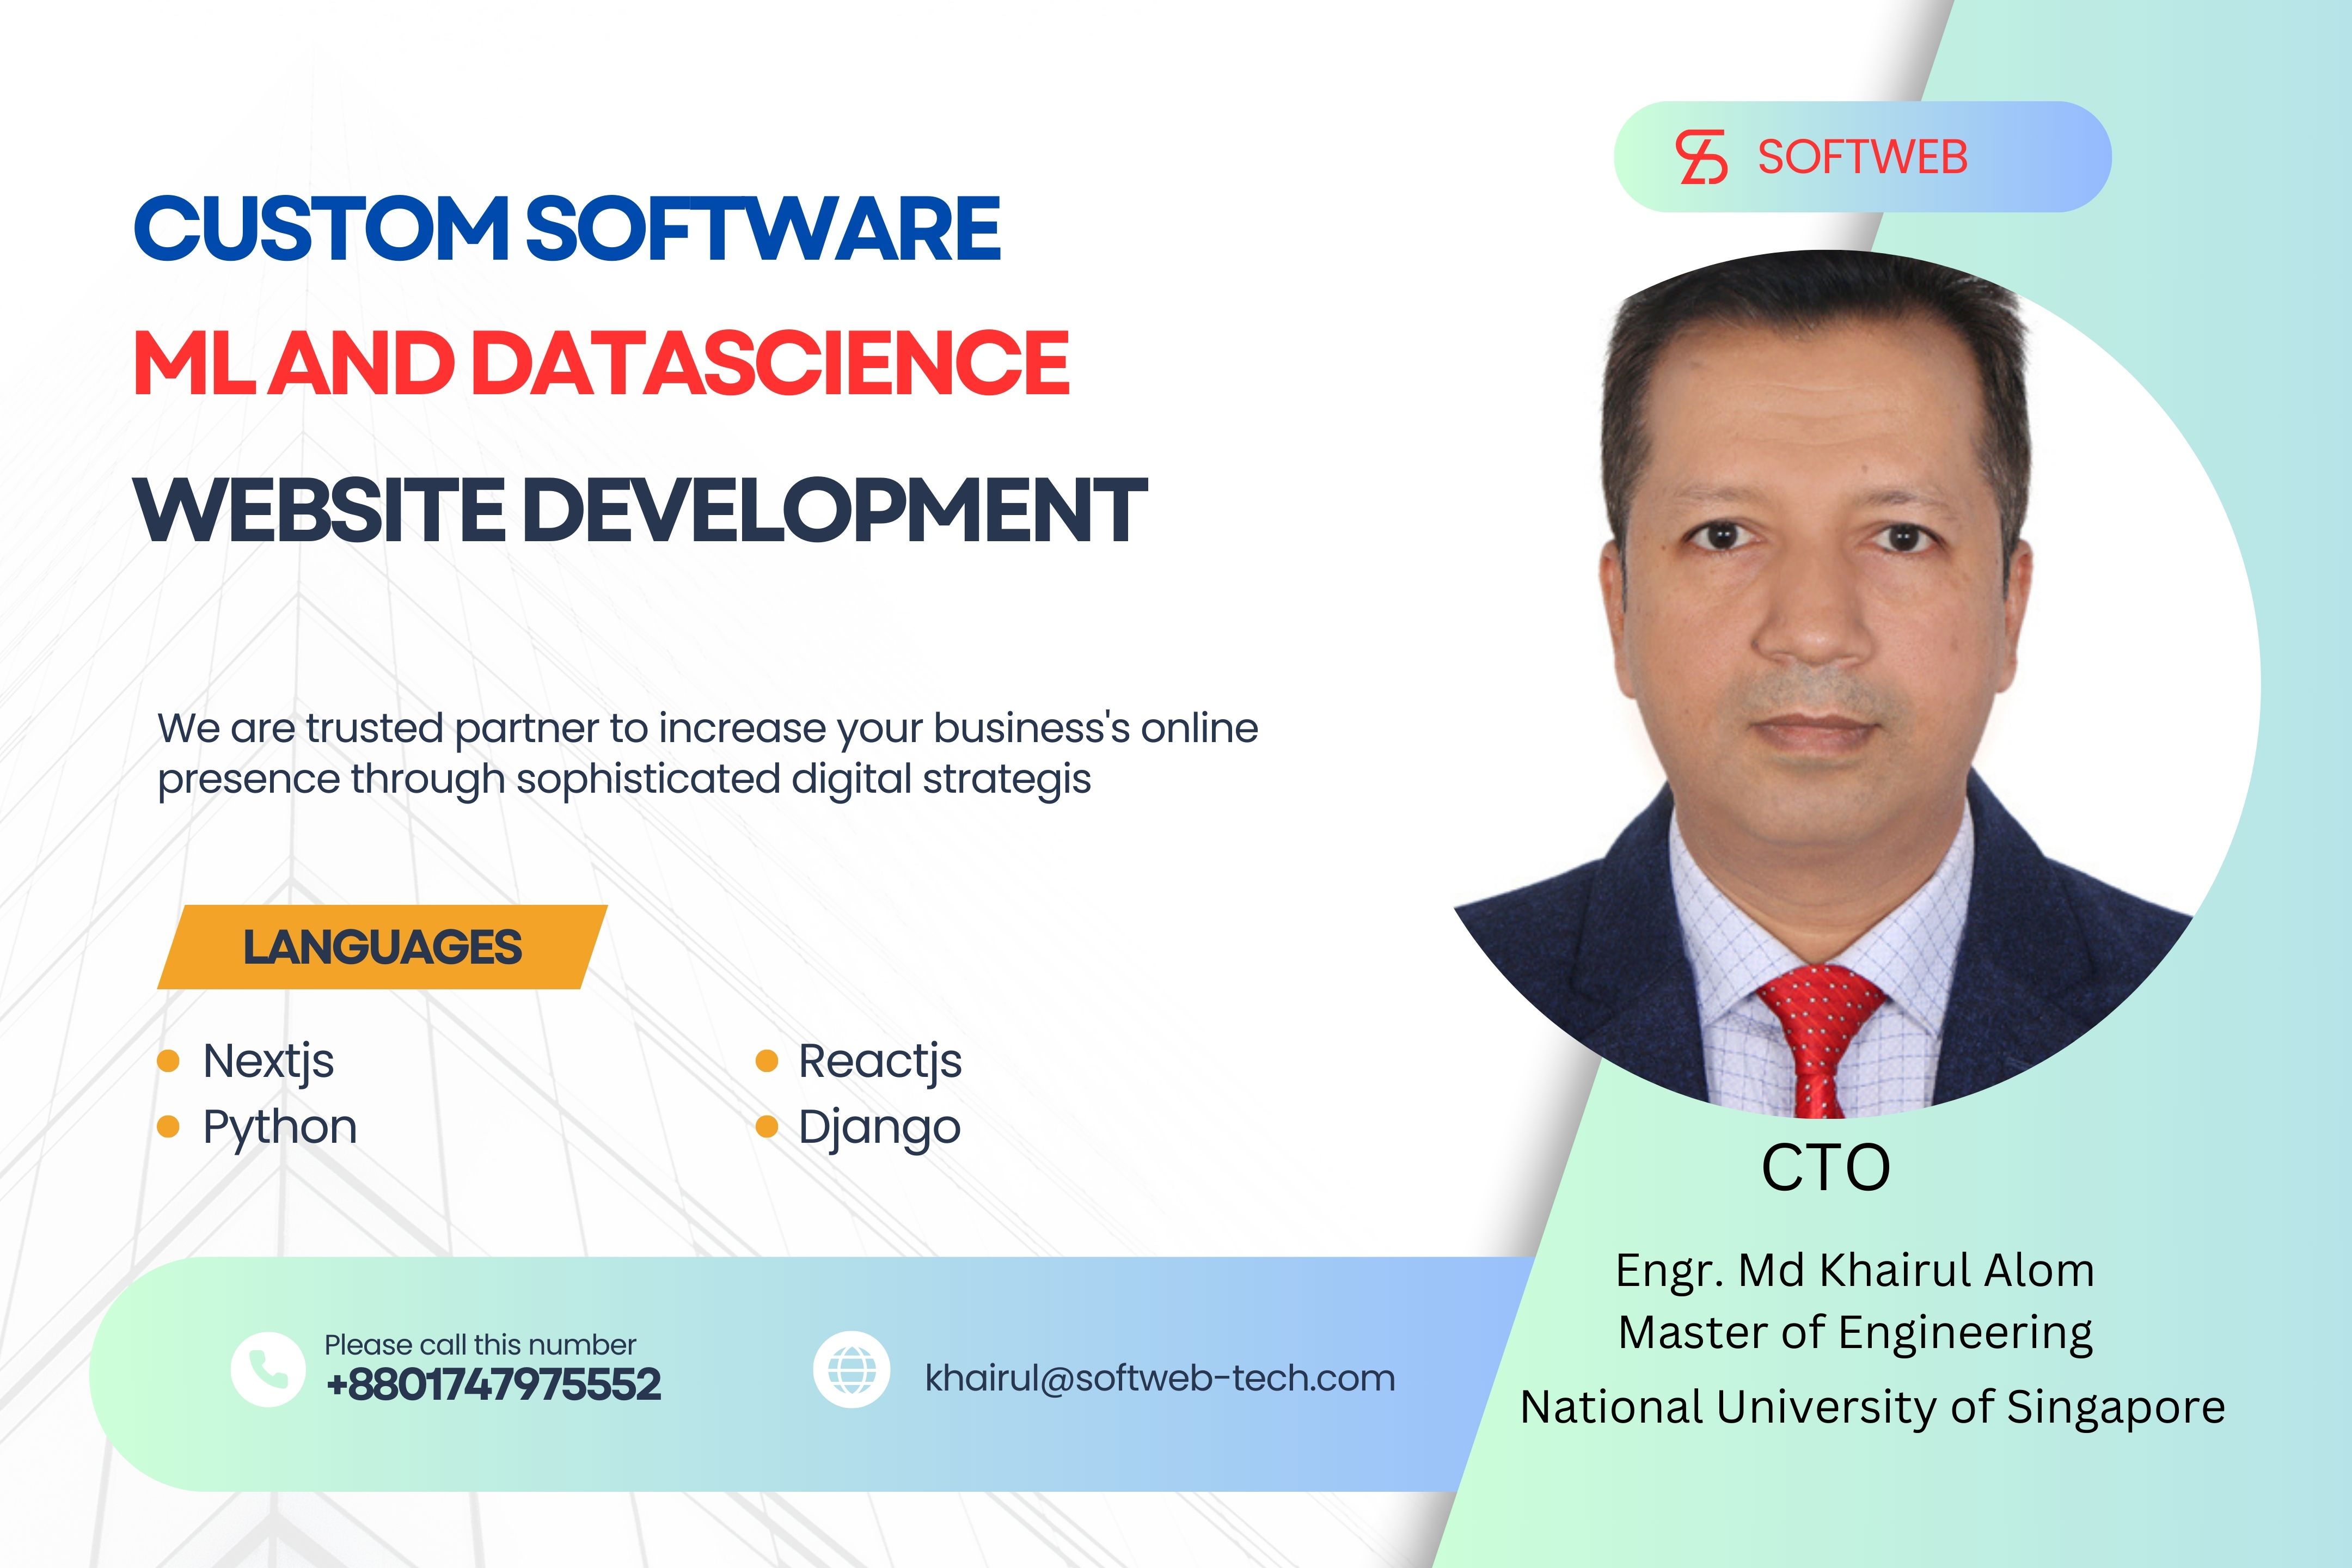 SOFTWEB
CUSTOM SOFTWARE
ML AND DATASCIENCE
WEBSITE DEVELOPMENT
We are trusted partner to increase your business's online
presence through sophisticated digital strategis
LANGUAGES
Nextjs
Python
Reactjs
Django
Please call this number
+8801747975552
khairul@softweb-tech.com
CTO
Engr. Md Khairul Alom
Master of Engineering
National University of Singapore